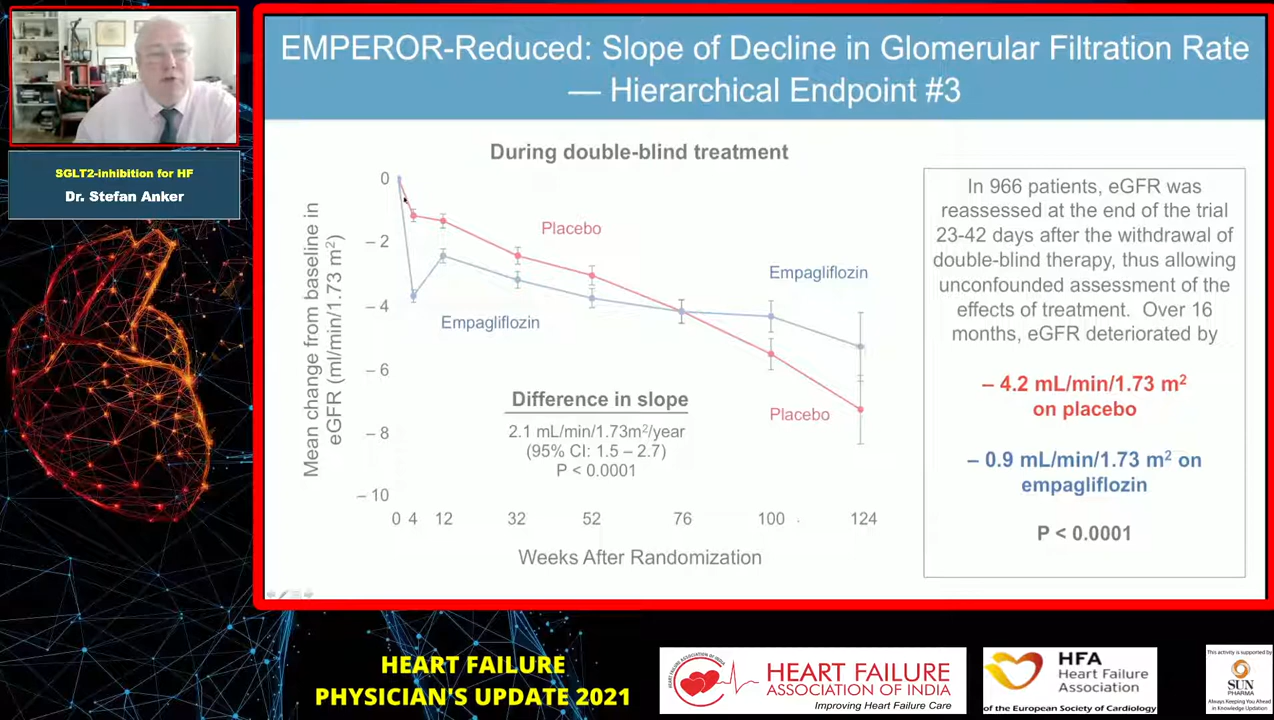 EMPEROR-Reduced: Slope of Decline in Glomerular Filtration Rate
— Hierarchical Endpoint #3
SGLT2-inhibition for HF
Dr. Stefan Anker
During double-blind treatment
Mean change from baseline in
eGFR (ml/min/1.73 m²)
0
– 2
– 4
– 6
– 8
– 10
Placebo
Empagliflozin
Empagliflozin
Placebo
Difference in slope
2.1 mL/min/1.73m²/year
(95% CI: 1.5 – 2.7)
P < 0.0001
0 4 12 32 52 76 100 124
Weeks After Randomization
In 966 patients, eGFR was
reassessed at the end of the trial
23-42 days after the withdrawal of
double-blind therapy, thus allowing
unconfounded assessment of the
effects of treatment. Over 16
months, eGFR deteriorated by
– 4.2 mL/min/1.73 m²
on placebo
– 0.9 mL/min/1.73 m² on
empagliflozin
P < 0.0001
HEART FAILURE
PHYSICIAN'S UPDATE 2021
HEART FAILURE ASSOCIATION OF INDIA
HEART FAILURE
ASSOCIATION OF INDIA
Improving Heart Failure Care
HFA
Heart Failure
Association
of the European Society of Cardiology
This activity is supported by
SUN
PHARMA
Always Keeping You Ahead
in Knowledge Updation